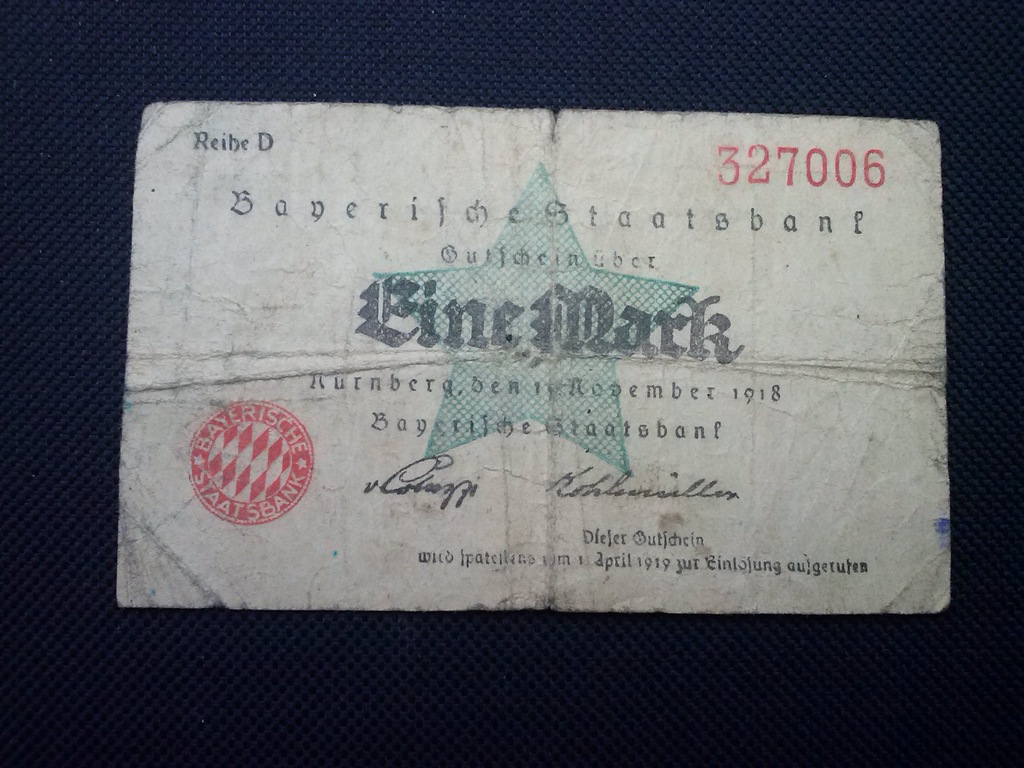 Reihe D
327006
Bayerische Staatsbank
Gutschein über
Eine Mark
Nürnberg, den November 1918
Bayerische Staatsbank
BAYERISCHE STAATSBANK
Kohlmüller
Dieser Gutschein
wird spätestens am 1. April 1919 zur Einlösung aufgerufen